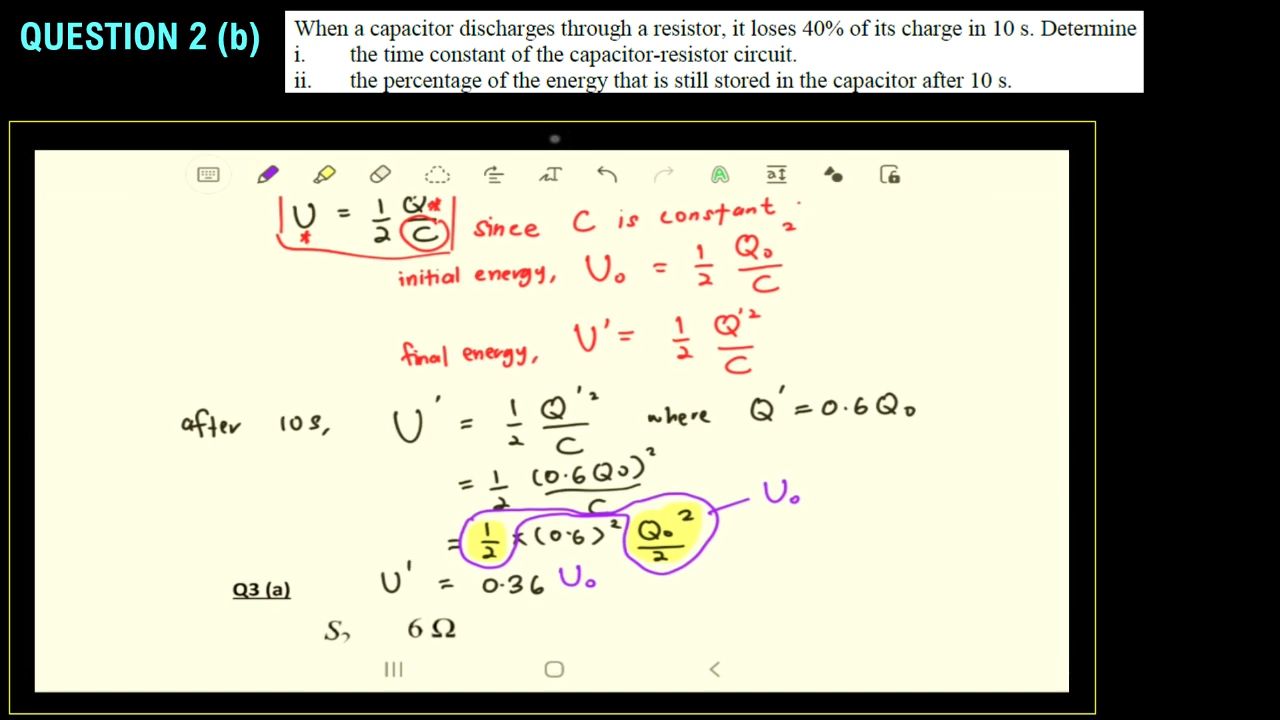 QUESTION 2 (b)
When a capacitor discharges through a resistor, it loses 40% of its charge in 10 s. Determine
i. the time constant of the capacitor-resistor circuit.
ii. the percentage of the energy that is still stored in the capacitor after 10 s.
U* = 1/2 Q*/C since C is constant.
initial energy, U₀ = 1/2 Q₀²/C
final energy, U' = 1/2 Q'²/C
after 10s, U' = 1/2 Q'²/C where Q' = 0.6Q₀
= 1/2 (0.6Q₀)²/C
= 1/2 × (0.6)² Q₀²/2 U₀
U' = 0.36 U₀
Q3 (a)
S₂ 6 Ω